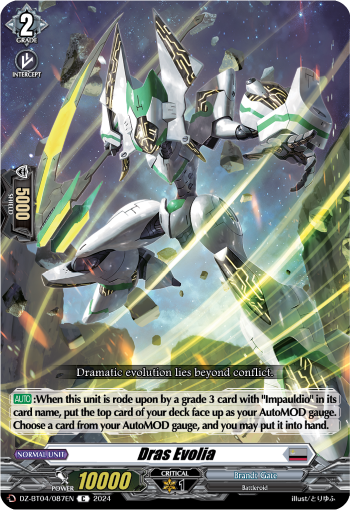 2
GRADE
INTERCEPT
5000
SHIELD
Dramatic evolution lies beyond conflict.
AUTO :When this unit is rode upon by a grade 3 card with "Impauldio" in its
card name, put the top card of your deck face up as your AutoMOD gauge.
Choose a card from your AutoMOD gauge, and you may put it into hand.
NORMAL UNIT
Dras Evolia
POWER 10000
CRITICAL
1
Brandt Gate
Battleroid
D DZ-BT04/087EN C 2024
illust/とりゆふ